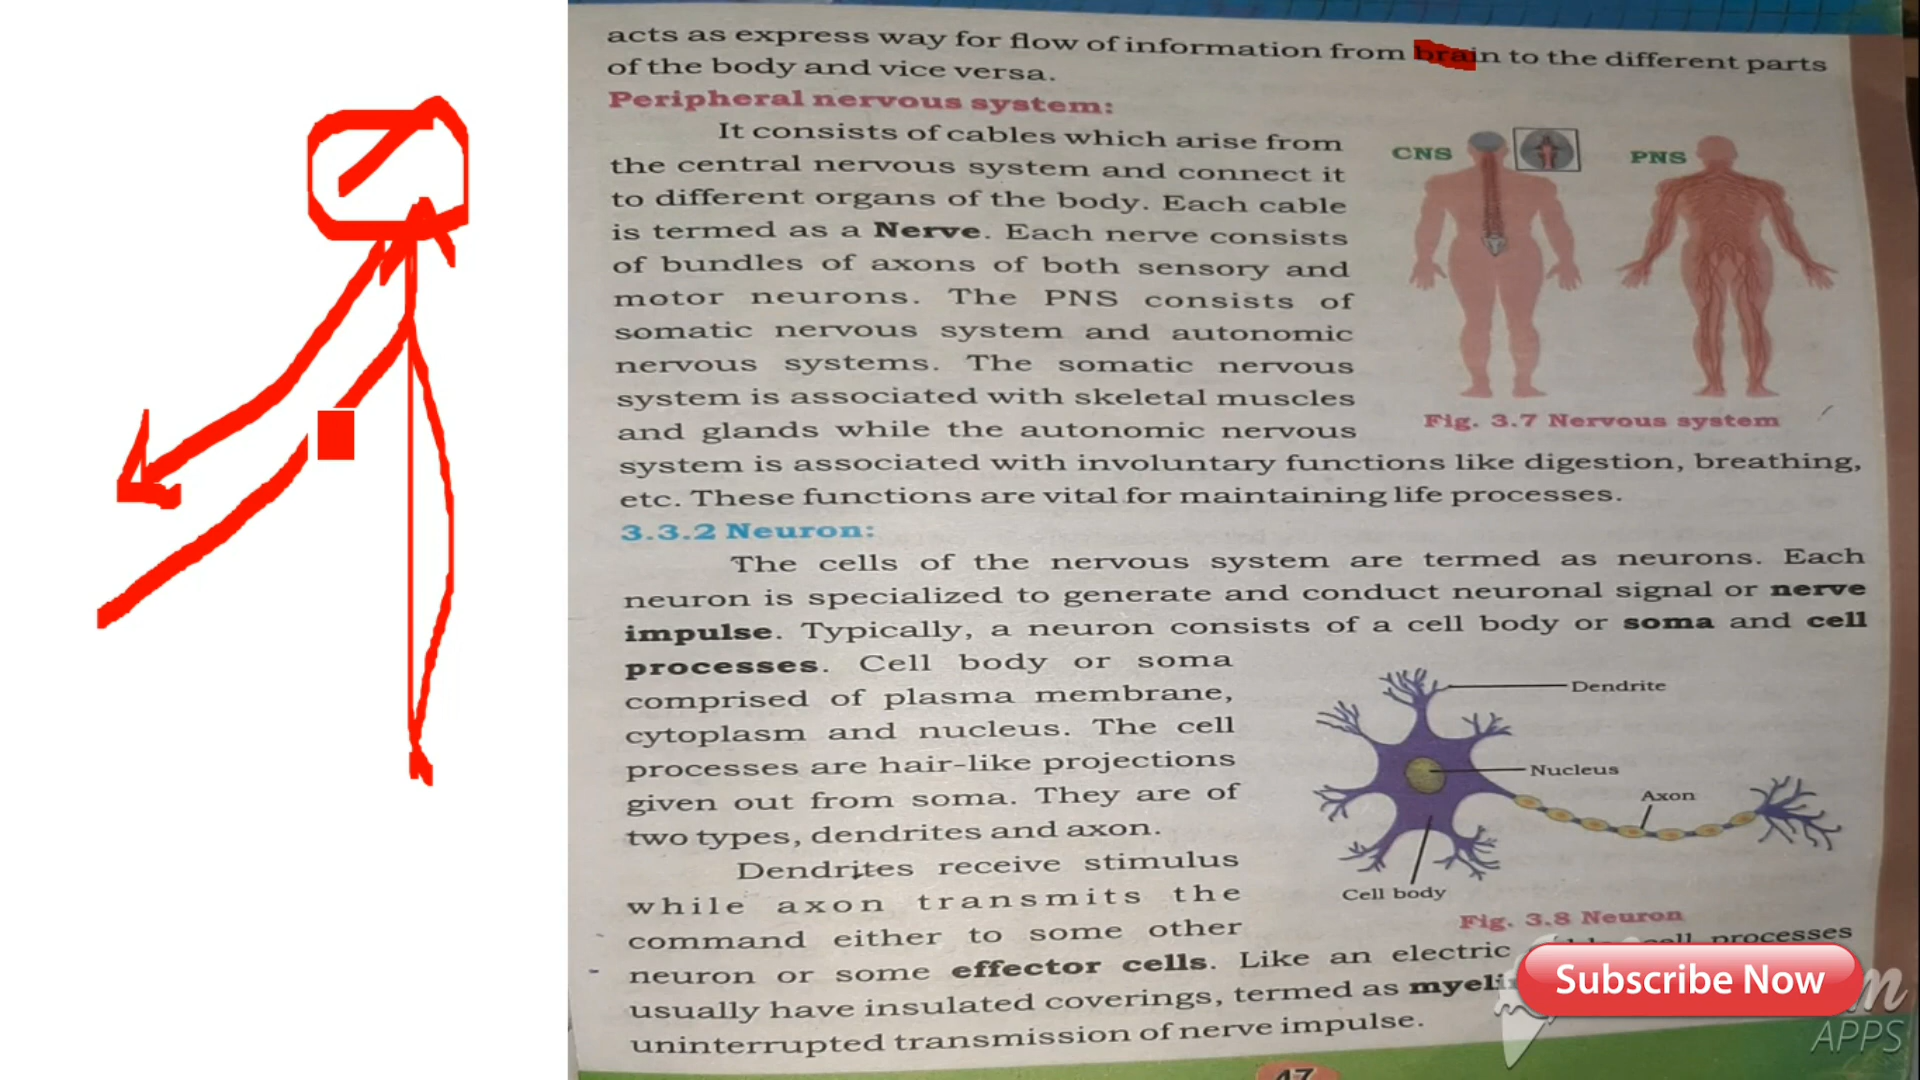 acts as express way for flow of information from brain to the different parts
of the body and vice versa.
Peripheral nervous system:
It consists of cables which arise from
the central nervous system and connect it
to different organs of the body. Each cable
is termed as a Nerve. Each nerve consists
of bundles of axons of both sensory and
motor neurons. The PNS consists of
somatic nervous system and autonomic
nervous systems. The somatic nervous
system is associated with skeletal muscles
and glands while the autonomic nervous
system is associated with involuntary functions like digestion, breathing,
etc. These functions are vital for maintaining life processes.
CNS
PNS
Fig. 3.7 Nervous system
3.3.2 Neuron:
The cells of the nervous system are termed as neurons. Each
neuron is specialized to generate and conduct neuronal signal or nerve
impulse. Typically, a neuron consists of a cell body or soma and cell
processes. Cell body or soma
comprised of plasma membrane,
cytoplasm and nucleus. The cell
processes are hair-like projections
given out from soma. They are of
two types, dendrites and axon.
Dendrites receive stimulus
while axon transmits the
command either to some other
neuron or some effector cells. Like an electric cell processes
usually have insulated coverings, termed as
uninterrupted transmission of nerve impulse.
Dendrite
Nucleus
Axon
Cell body
Fig. 3.8 Neuron
Subscribe Now
APPS
47